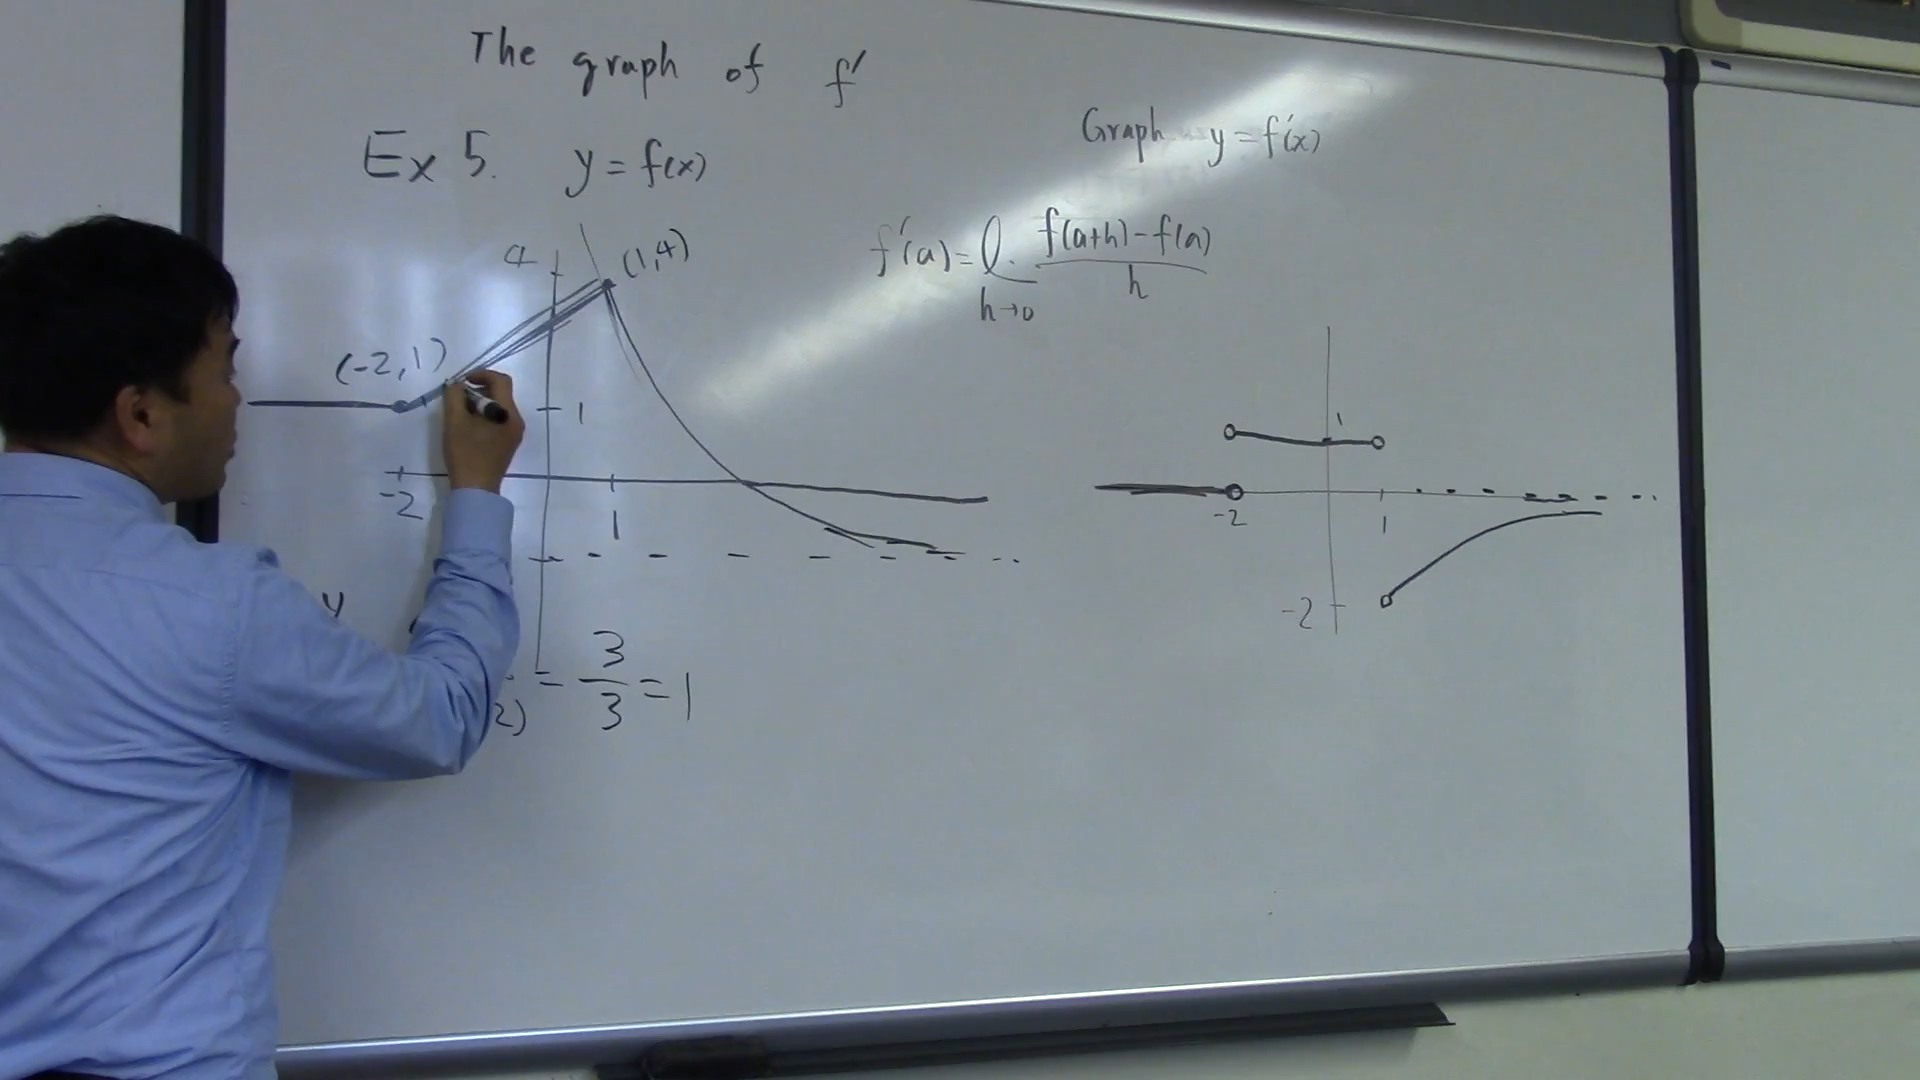 The graph of f'
Ex 5. y = f(x)
Graph y = f'(x)
f'(a) = l. f(a+h) - f(a)
h
h→0
4
(1,4)
(-2,1)
1
-2
1
1
-2
1
-2
2) = 3/3 = 1